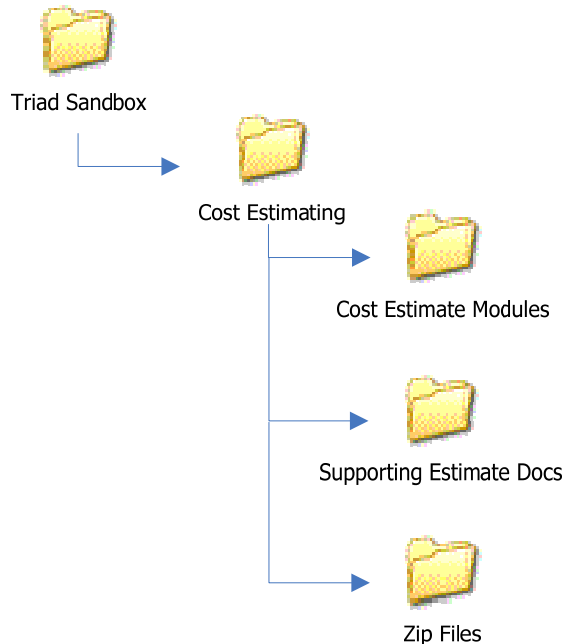 Triad Sandbox
Cost Estimating
Cost Estimate Modules
Supporting Estimate Docs
Zip Files